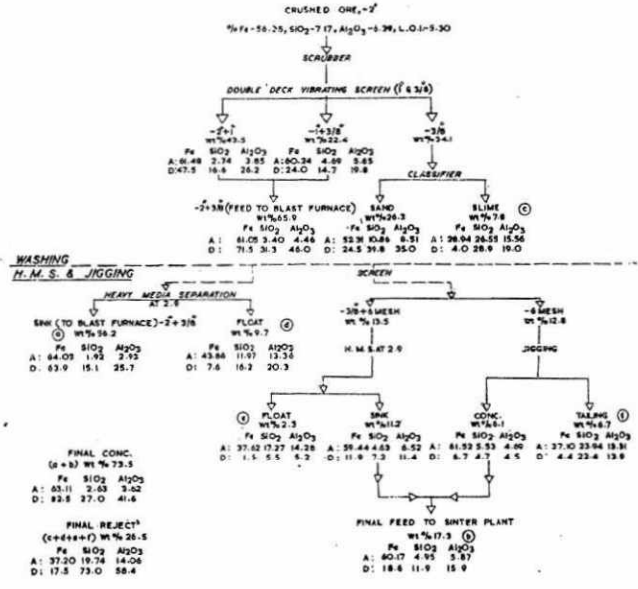 CRUSHED ORE, -2"
% Fe - 56.25, SiO2 - 7.17, Al2O3 - 6.39, L.O.I. - 5.30
SCRUBBER
DOUBLE DECK VIBRATING SCREEN (1" & 3/8")
-2"+1" -1"+3/8" -3/8"
Wt%43.5 Wt%22.4 Wt%34.1
Fe SiO2 Al2O3 Fe SiO2 Al2O3
A: 61.48 2.74 3.85 A: 60.24 4.69 5.65
D: 47.5 16.6 26.2 D: 24.0 14.7 19.8
CLASSIFIER
-2"+3/8" (FEED TO BLAST FURNACE) SAND SLIME (c)
Wt%65.9 Wt%26.3 Wt%7.8
Fe SiO2 Al2O3 Fe SiO2 Al2O3 Fe SiO2 Al2O3
A: 61.05 3.40 4.46 A: 52.31 10.86 8.51 A: 28.94 26.55 15.56
D: 71.5 31.3 46.0 D: 24.5 39.8 35.0 D: 4.0 28.9 19.0
WASHING
H.M.S. & JIGGING
SCREEN
HEAVY MEDIA SEPARATION
AT 2.9
SINK (TO BLAST FURNACE) -2"+3/8" FLOAT (d)
(a) Wt%56.2 Wt%9.7
Fe SiO2 Al2O3 Fe SiO2 Al2O3
A: 64.03 1.92 2.93 A: 43.86 11.97 13.36
D: 63.9 15.1 25.7 D: 7.6 16.2 20.3
-3/8"+6 MESH -6 MESH
Wt%13.5 Wt%12.8
H.M.S AT 2.9 JIGGING
(e) FLOAT SINK CONC. TAILING (f)
Wt%2.3 Wt%11.2 Wt%6.1 Wt%6.7
Fe SiO2 Al2O3 Fe SiO2 Al2O3 Fe SiO2 Al2O3 Fe SiO2 Al2O3
A: 37.62 17.27 14.28 A: 59.44 4.63 6.52 A: 61.52 5.53 4.69 A: 37.10 23.94 13.51
D: 1.5 5.5 5.2 D: 11.9 7.2 11.4 D: 6.7 4.7 4.5 D: 4.4 23.4 13.9
FINAL CONC.
(a+b) Wt%73.5
Fe SiO2 Al2O3
A: 63.11 2.63 3.62
D: 82.5 27.0 41.6
FINAL REJECTS
(c+d+e+f) Wt%26.5
Fe SiO2 Al2O3
A: 37.20 19.74 14.06
D: 17.5 73.0 58.4
FINAL FEED TO SINTER PLANT
Wt%17.3 (b)
Fe SiO2 Al2O3
A: 60.17 4.95 5.87
D: 18.6 11.9 15.9